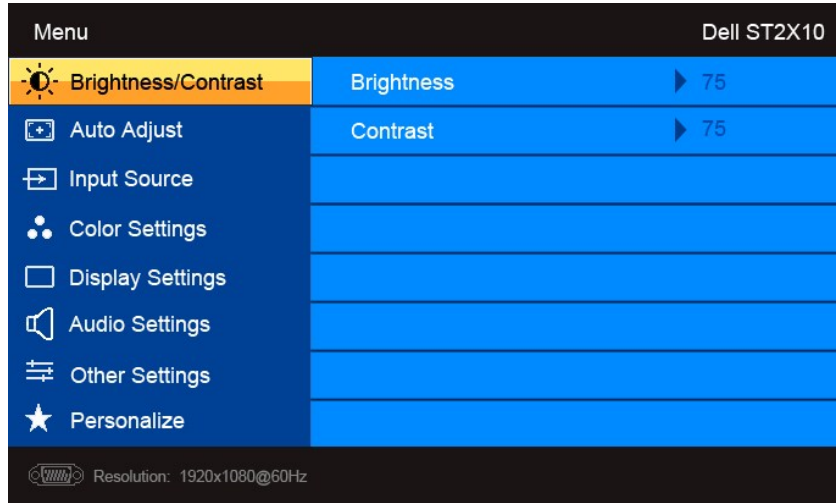 Menu Dell ST2X10
Brightness/Contrast Brightness 75
Auto Adjust Contrast 75
Input Source
Color Settings
Display Settings
Audio Settings
Other Settings
Personalize
Resolution: 1920x1080@60Hz